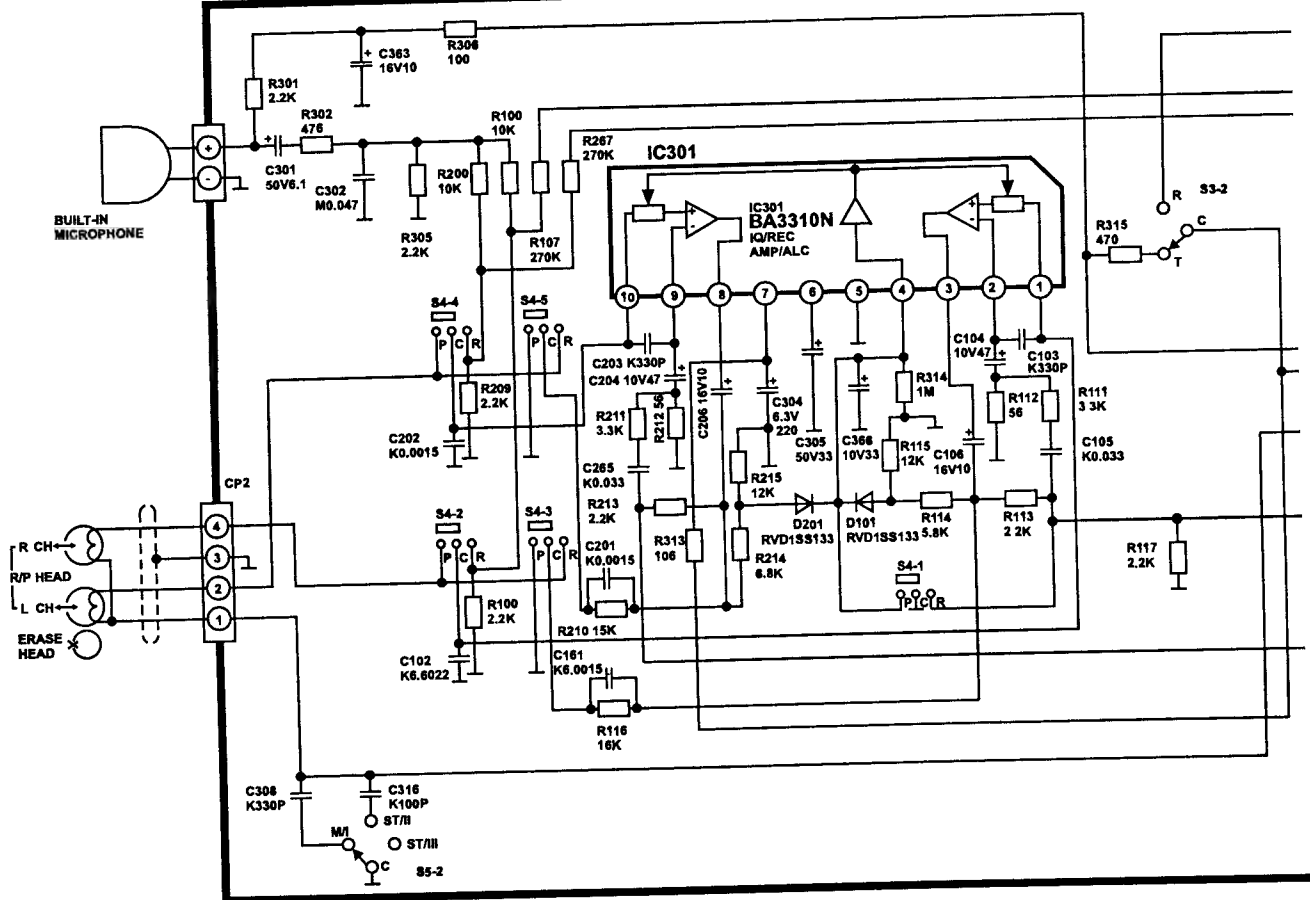 C363
16V10
R306
100
R301
2.2K
R302
476
R100
10K
R267
270K
IC301
+
-
C301
50V6.1
C302
M0.047
R200
10K
BUILT-IN
MICROPHONE
R305
2.2K
R107
270K
IC301
BA3310N
IQ/REC
AMP/ALC
R
S3-2
C
T
R315
470
10
9
8
7
6
5
4
3
2
1
S4-4
P
C
R
S4-5
P
C
R
C203 K330P
C204 10V47
C104
10V47
C103
K330P
R209
2.2K
R211
3.3K
R212 56
C206 16V10
C304
6.3V
220
R314
1M
R112
56
R111
3 3K
C202
K0.0015
C305
50V33
C366
10V33
R115
12K
C106
16V10
C105
K0.033
C265
K0.033
R215
12K
CP2
R213
2.2K
D201
RVD1SS133
D101
RVD1SS133
R114
5.8K
R113
2 2K
4
3
2
1
R CH
R/P HEAD
L CH
ERASE
HEAD
S4-2
P
C
R
S4-3
P
C
R
C201
K0.0015
R313
106
R214
6.8K
S4-1
P
C
R
R117
2,2K
R100
2.2K
R210 15K
C102
K6.6022
C161
K6.0015
R116
16K
C308
K330P
C316
K100P
ST/II
M/I
ST/III
C
S5-2